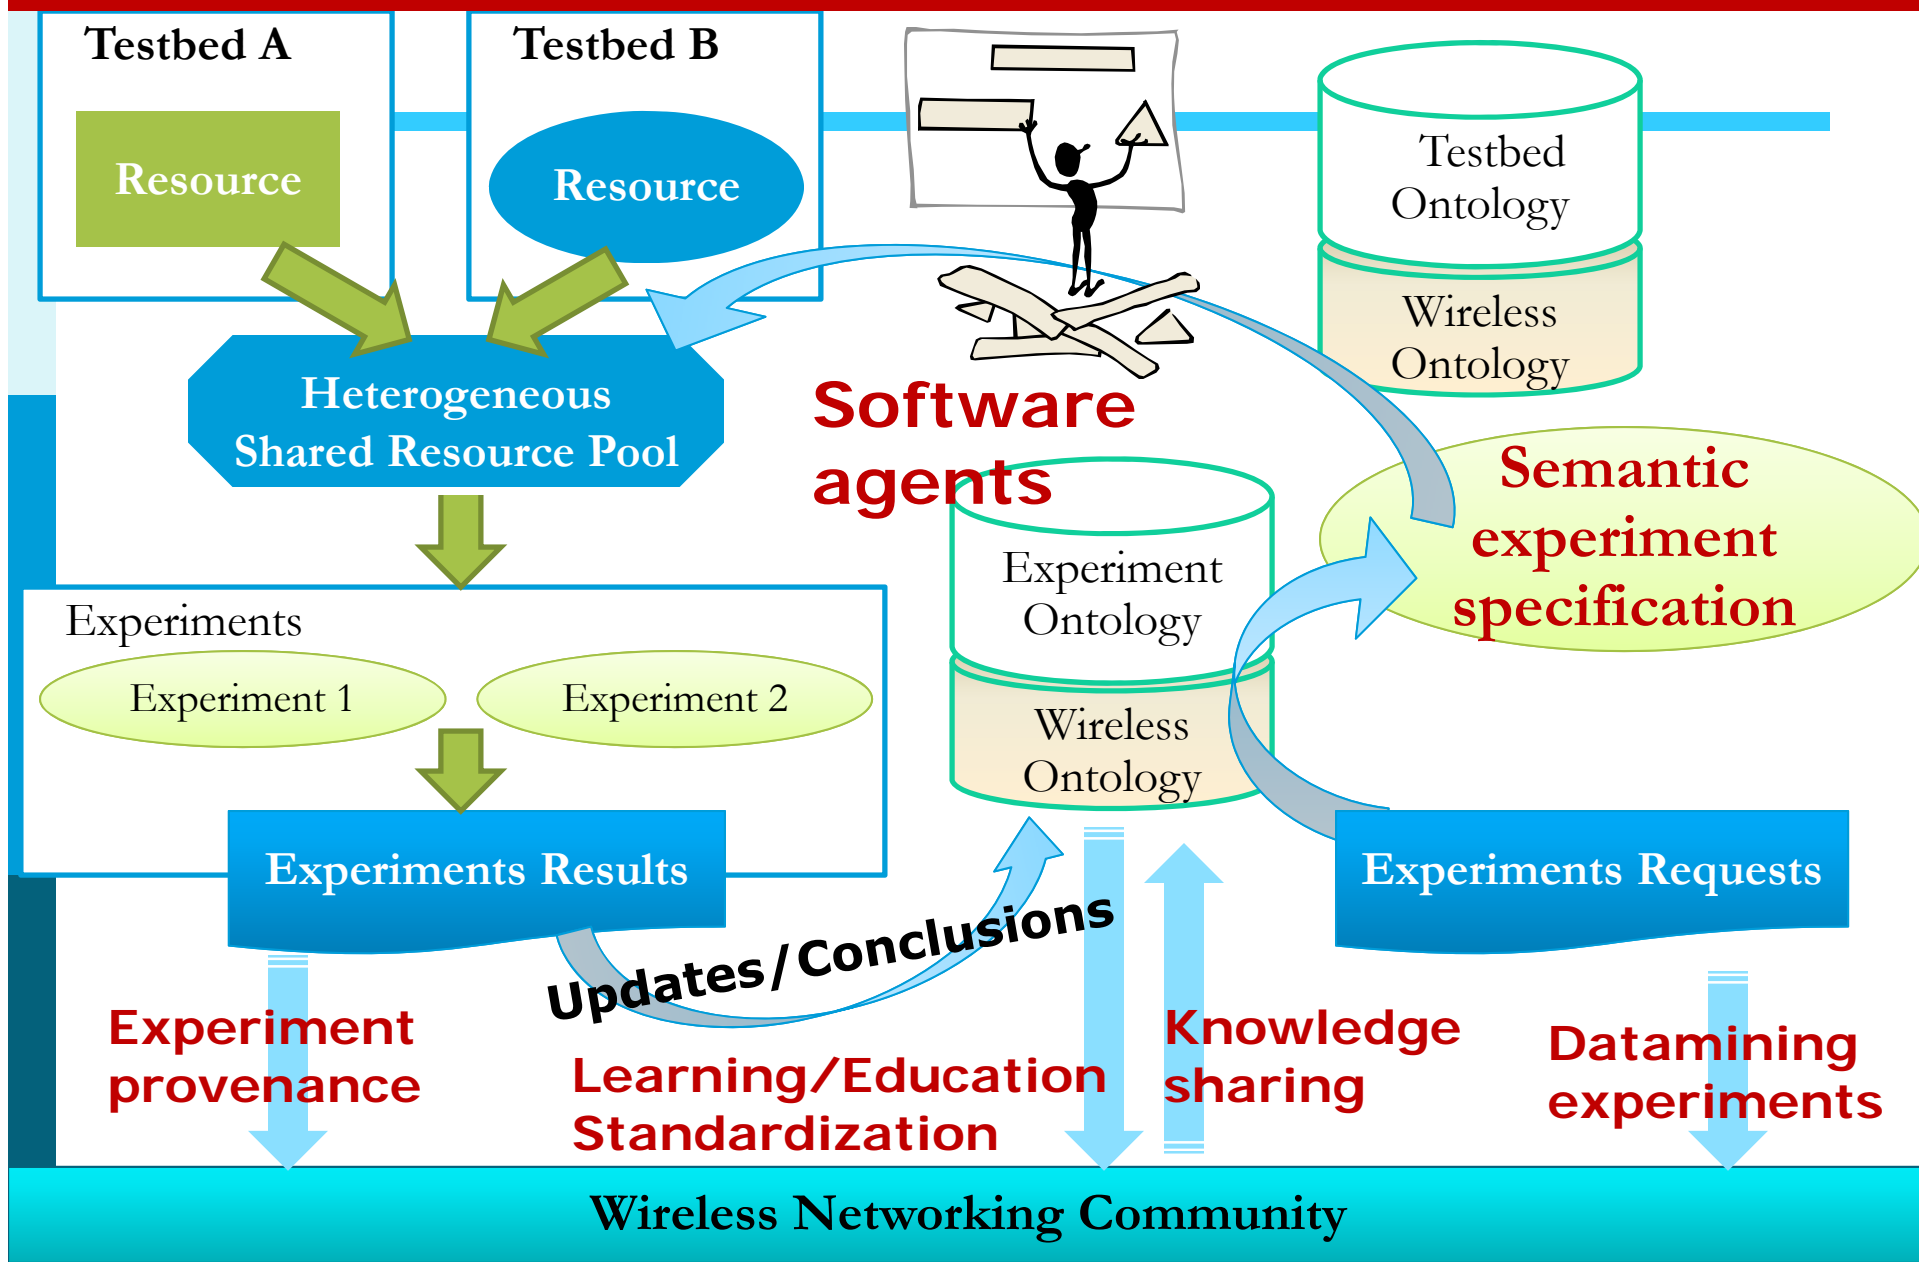 Testbed A
Resource
Testbed B
Resource
Testbed
Ontology
Wireless
Ontology
Heterogeneous
Shared Resource Pool
Software
agents
Semantic
experiment
specification
Experiment
Ontology
Wireless
Ontology
Experiments
Experiment 1
Experiment 2
Experiments Results
Experiments Requests
Updates/Conclusions
Experiment
provenance
Learning/Education
Standardization
Knowledge
sharing
Datamining
experiments
Wireless Networking Community